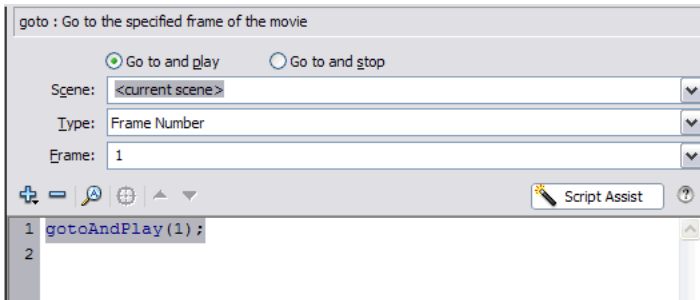 goto : Go to the specified frame of the movie
Go to and play Go to and stop
Scene: <current scene>
Type: Frame Number
Frame: 1
Script Assist ?
1 gotoAndPlay(1);
2